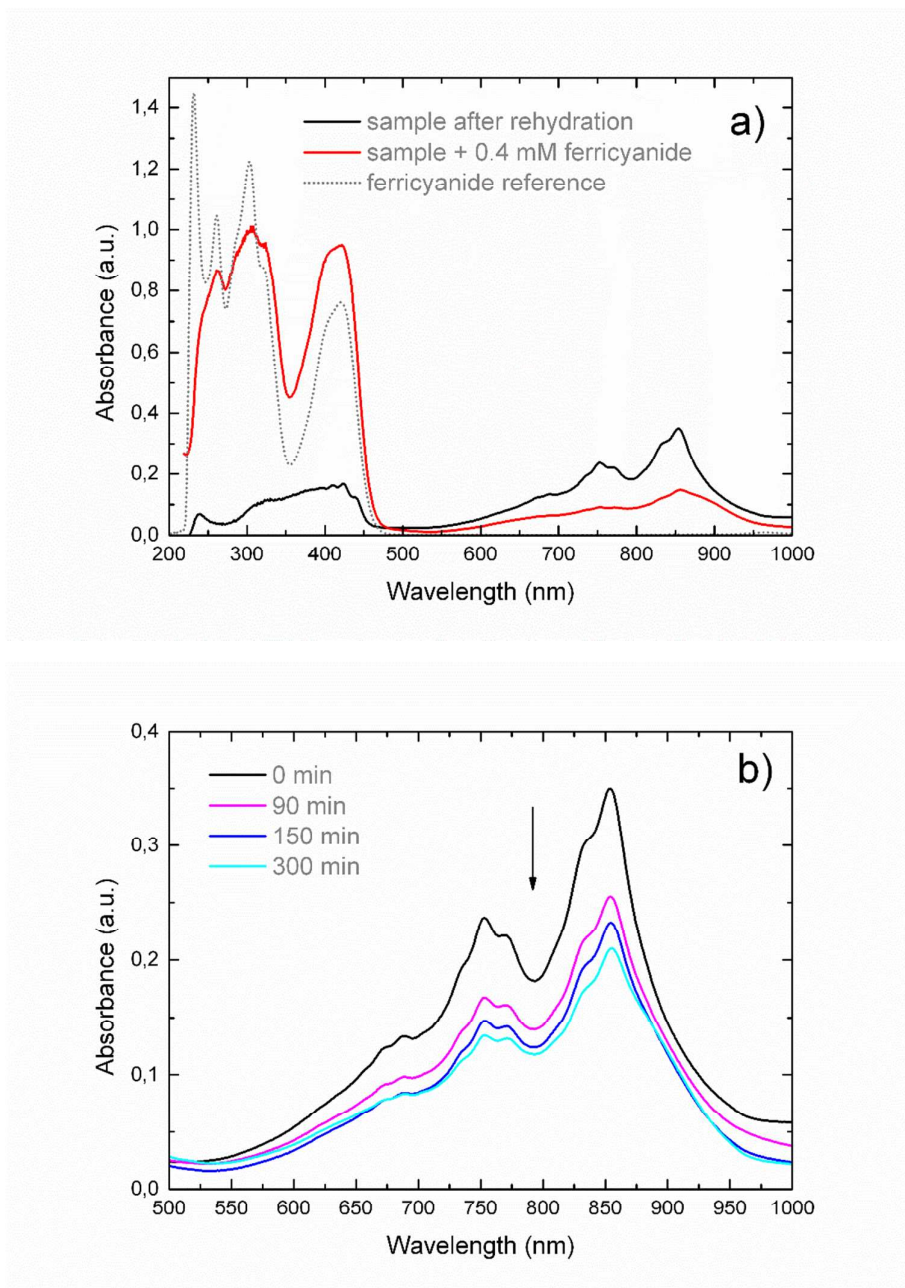 a)
sample after rehydration
sample + 0.4 mM ferricyanide
ferricyanide reference
1,4
1,2
1,0
0,8
0,6
0,4
0,2
0,0
Absorbance (a.u.)
200 300 400 500 600 700 800 900 1000
Wavelength (nm)
b)
0 min
90 min
150 min
300 min
0,4
0,3
0,2
0,1
0,0
Absorbance (a.u.)
500 550 600 650 700 750 800 850 900 950 1000
Wavelength (nm)